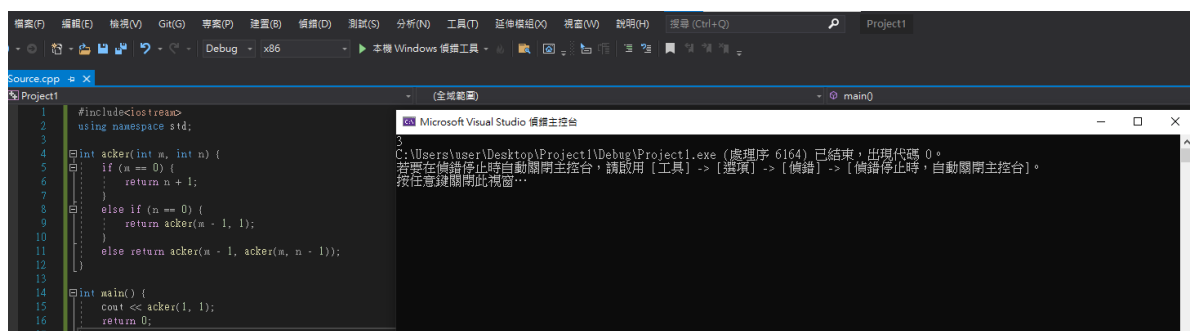 檔案(F) 編輯(E) 檢視(V) Git(G) 專案(P) 建置(B) 偵錯(D) 測試(S) 分析(N) 工具(T) 延伸模組(X) 視窗(W) 說明(H) 搜尋 (Ctrl+Q) Project1
Debug x86 本機 Windows 偵錯工具
Source.cpp
Project1 (全域範圍) main()
1 #include<iostream>
2 using namespace std;
3
4 int acker(int m, int n) {
5 if (m == 0) {
6 return n + 1;
7 }
8 else if (n == 0) {
9 return acker(m - 1, 1);
10 }
11 else return acker(m - 1, acker(m, n - 1));
12 }
13
14 int main() {
15 cout << acker(1, 1);
16 return 0;
Microsoft Visual Studio 偵錯主控台
3
C:\Users\user\Desktop\Project1\Debug\Project1.exe (處理序 6164) 已結束，出現代碼 0。
若要在偵錯停止時自動關閉主控台，請啟用 [工具] -> [選項] -> [偵錯] -> [偵錯停止時，自動關閉主控台]。
按任意鍵關閉此視窗…